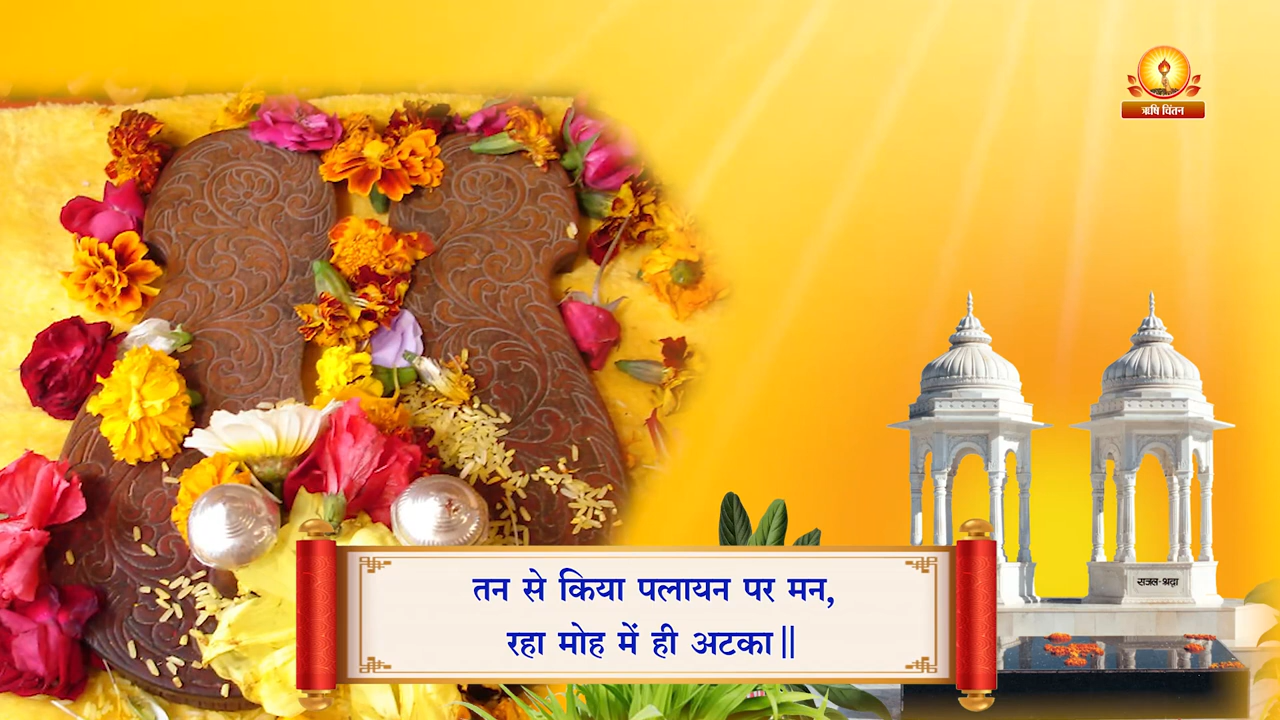 ऋषि चिंतन
सजल-श्रद्धा
तन से किया पलायन पर मन,
रहा मोह में ही अटका||